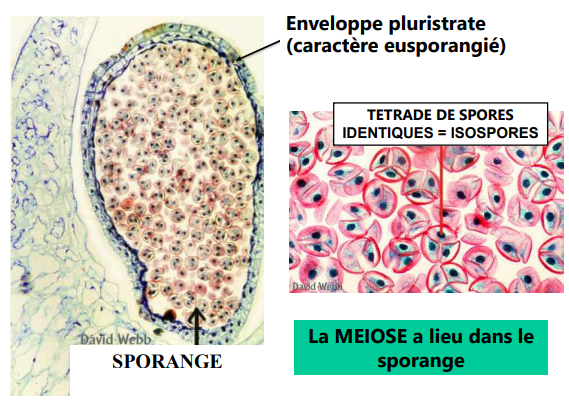 Enveloppe pluristrate
(caractère eusporangié)
TETRADE DE SPORES
IDENTIQUES = ISOSPORES
David Webb
David Webb
SPORANGE
La MEIOSE a lieu dans le
sporange